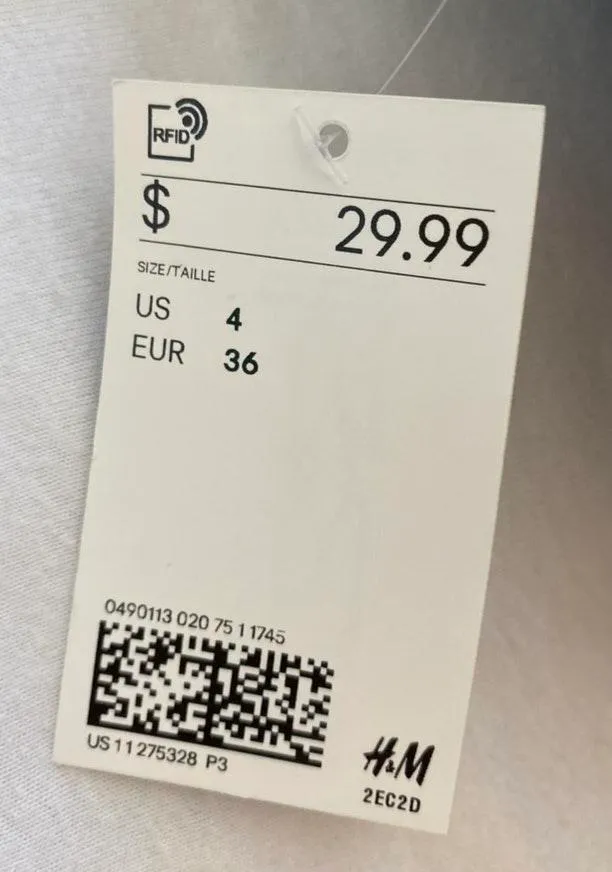 RFID
$ 29.99
SIZE/TAILLE
US 4
EUR 36
0490113 020 75 1 1745
US 11275328 P3
H&M
2EC2D